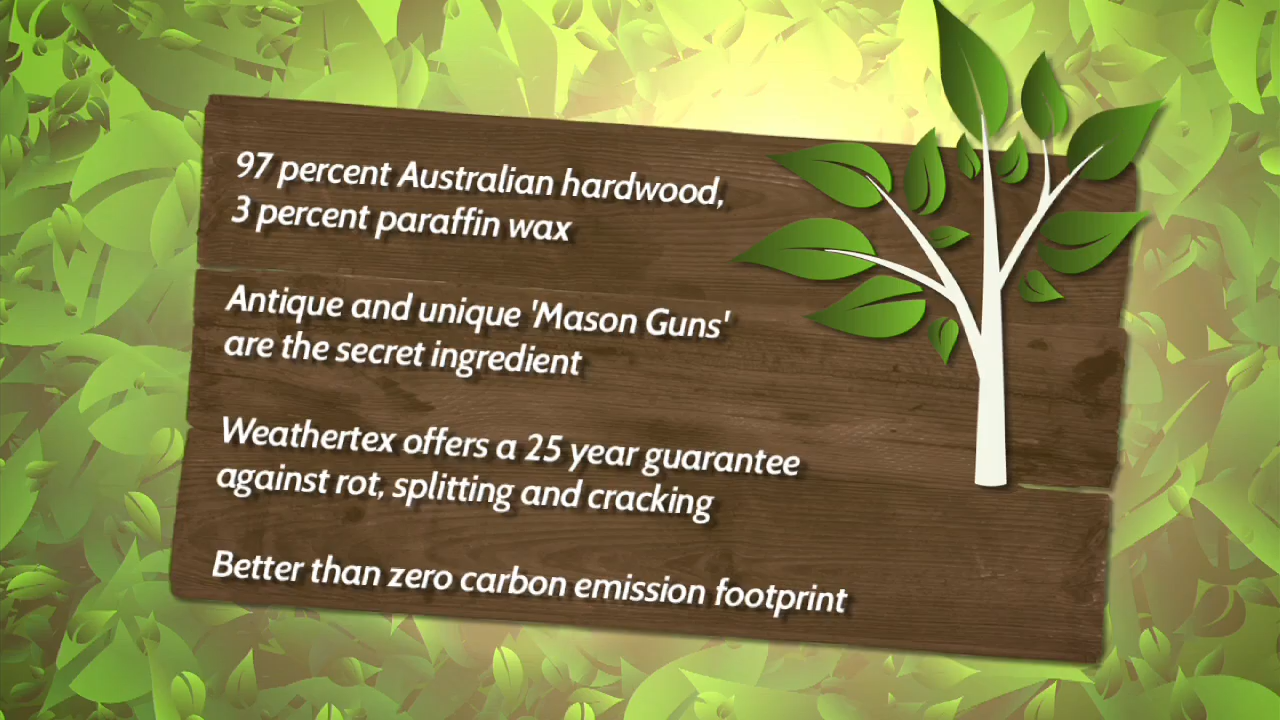 97 percent Australian hardwood,
3 percent paraffin wax
Antique and unique 'Mason Guns'
are the secret ingredient
Weathertex offers a 25 year guarantee
against rot, splitting and cracking
Better than zero carbon emission footprint